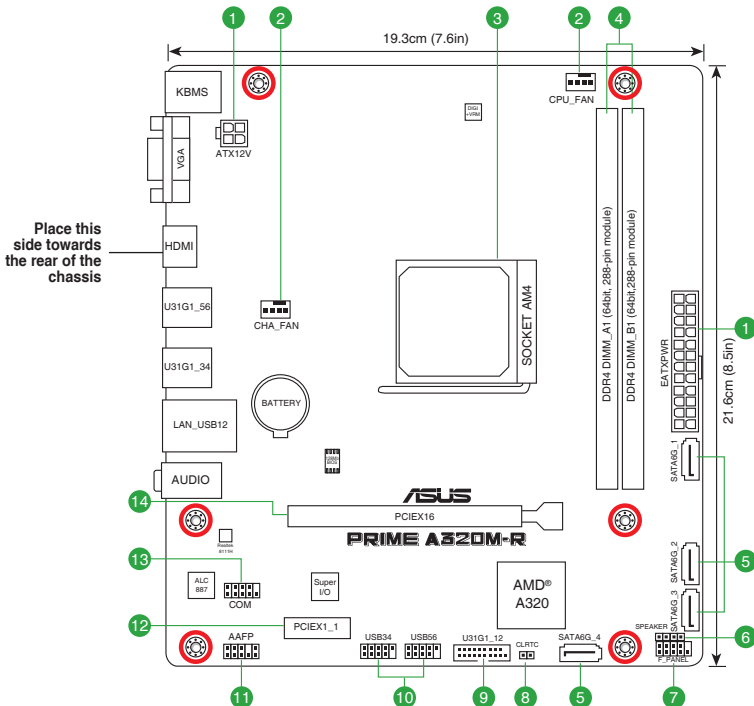 1
2
3
2
4
19.3cm (7.6in)
KBMS
CPU_FAN
DIGI
+VRM
ATX12V
VGA
Place this
side towards
the rear of the
chassis
HDMI
U31G1_56
CHA_FAN
SOCKET AM4
DDR4 DIMM_A1 (64bit, 288-pin module)
DDR4 DIMM_B1 (64bit,288-pin module)
EATXPWR
1
21.6cm (8.5in)
U31G1_34
BATTERY
LAN_USB12
SATA6G_1
AUDIO
128Mb
BIOS
14
ASUS
PCIEX16
PRIME A320M-R
Realtek
8111H
SATA6G_2
5
13
ALC
887
COM
Super
I/O
AMD®
A320
SATA6G_3
12
PCIEX1_1
SPEAKER
6
AAFP
USB34
USB56
U31G1_12
CLRTC
SATA6G_4
F_PANEL
11
10
9
8
5
7